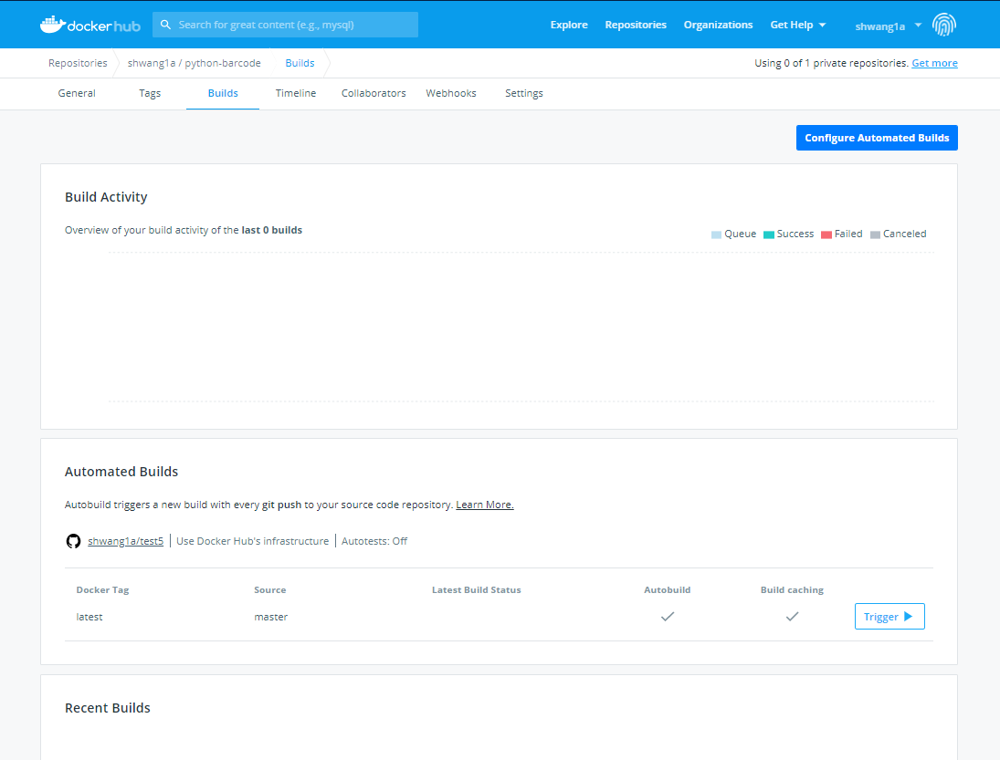 dockerhub Search for great content (e.g., mysql) Explore Repositories Organizations Get Help shwang1a
Repositories shwang1a / python-barcode Builds Using 0 of 1 private repositories. Get more
General Tags Builds Timeline Collaborators Webhooks Settings
Configure Automated Builds
Build Activity
Overview of your build activity of the last 0 builds
Queue Success Failed Canceled
Automated Builds
Autobuild triggers a new build with every git push to your source code repository. Learn More.
shwang1a/test5 Use Docker Hub's infrastructure Autotests: Off
Docker Tag Source Latest Build Status Autobuild Build caching
latest master Trigger
Recent Builds